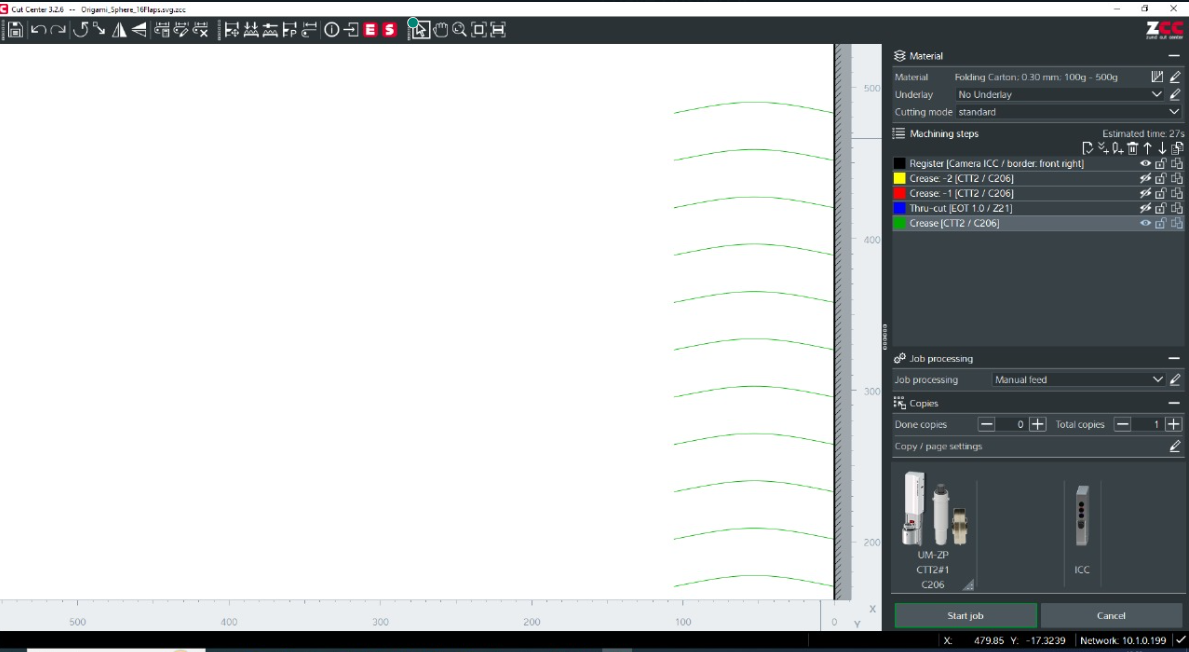 Cut Center 3.2.6 -- Origami_Sphere_16Flaps.svg.zcc
E S
ZCC
zünd cut center
Material
Material Folding Carton: 0.30 mm: 100g - 500g
Underlay No Underlay
Cutting mode standard
Machining steps Estimated time: 27s
Register [Camera ICC / border: front right]
Crease: -2 [CTT2 / C206]
Crease: -1 [CTT2 / C206]
Thru-cut [EOT 1.0 / Z21]
Crease [CTT2 / C206]
Job processing
Job processing Manual feed
Copies
Done copies 0 Total copies 1
Copy / page settings
UM-ZP
CTT2#1
C206
ICC
Start job Cancel
500
400
300
200
X
Y
500 400 300 200 100 0
X: 479.85 Y: -17.3239 Network: 10.1.0.199